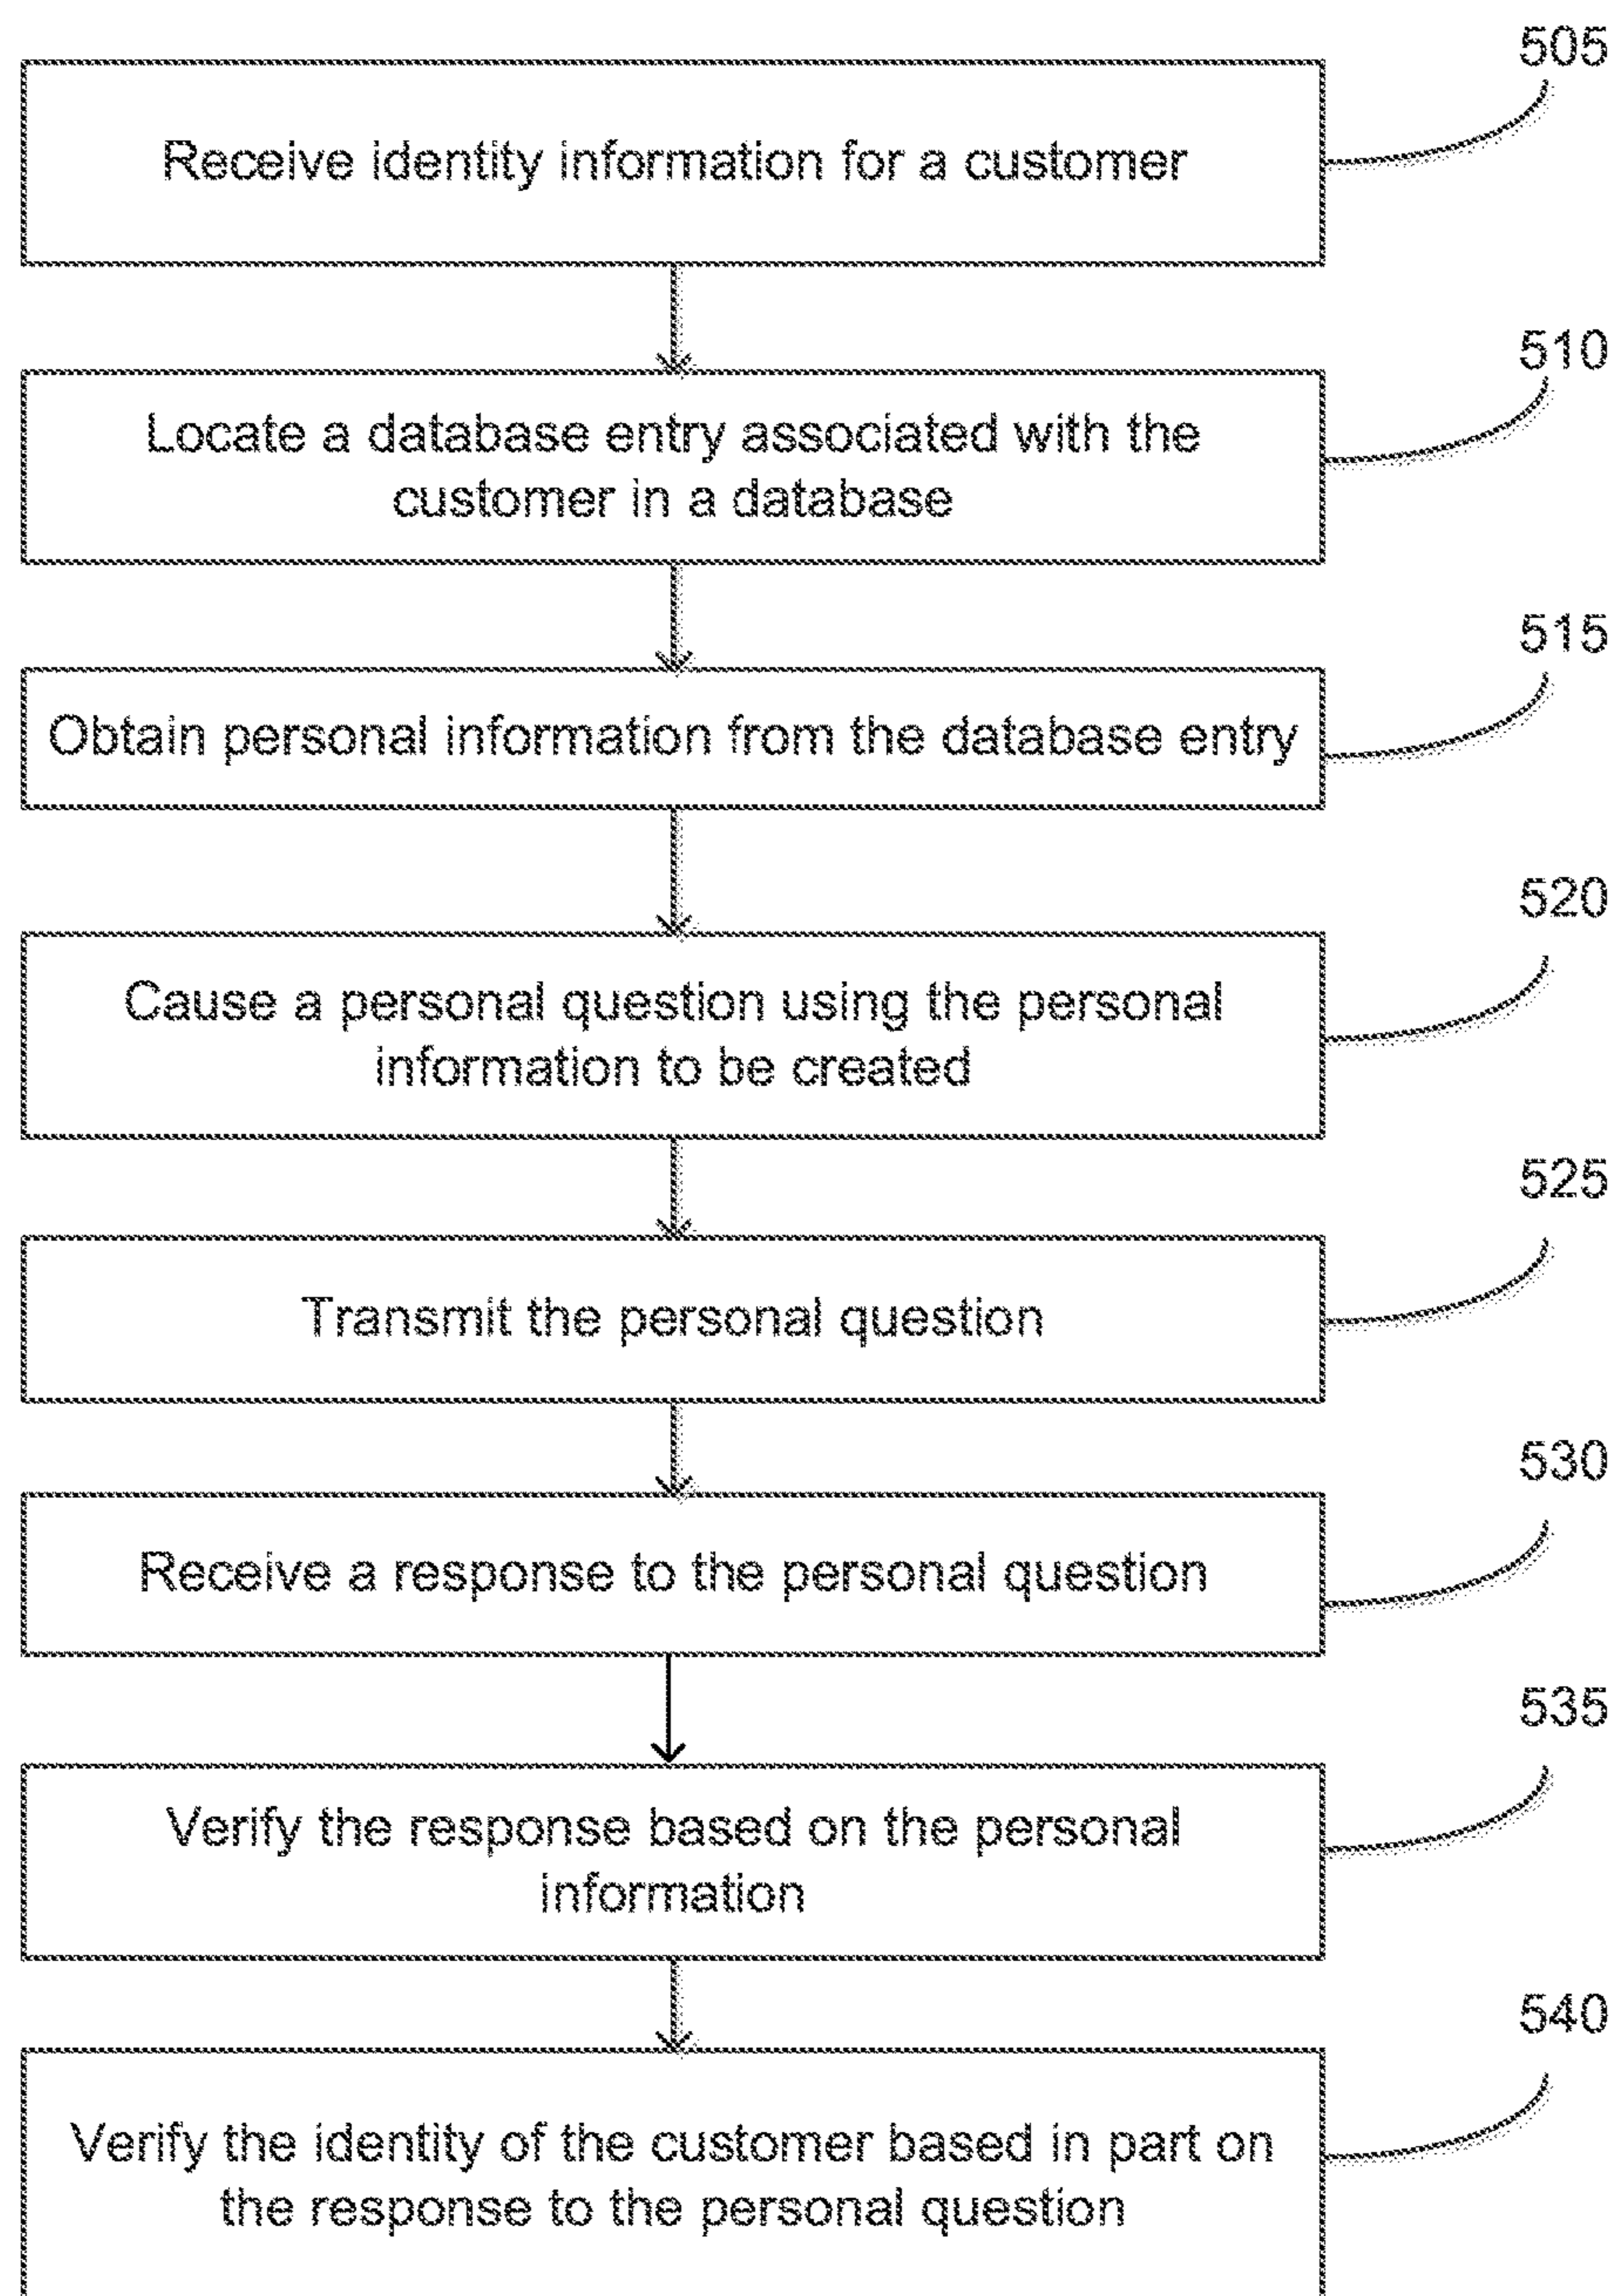 505
Receive identity information for a customer
510
Locate a database entry associated with the
customer in a database
515
Obtain personal information from the database entry
520
Cause a personal question using the personal
information to be created
525
Transmit the personal question
530
Receive a response to the personal question
535
Verify the response based on the personal
information
540
Verify the identity of the customer based in part on
the response to the personal question